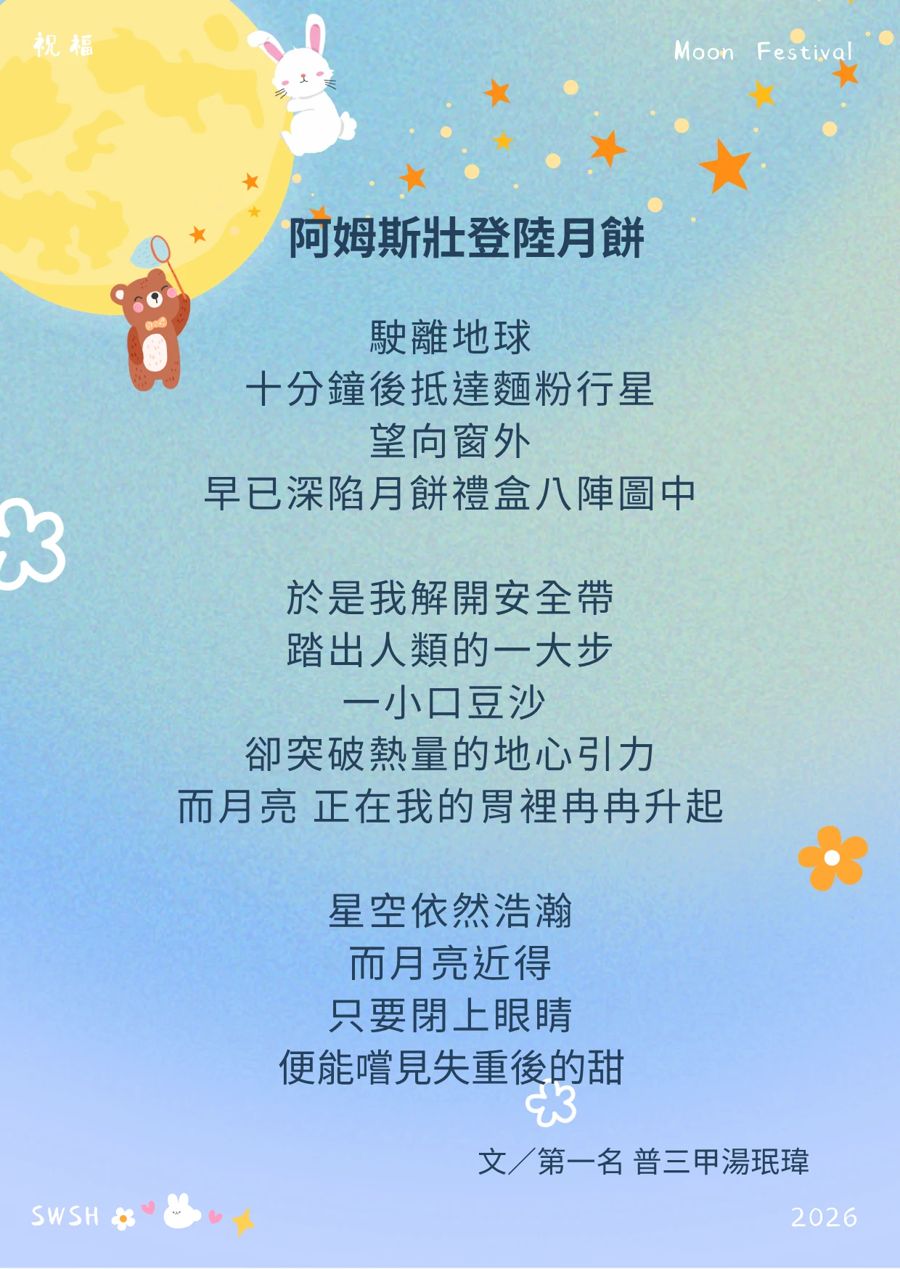 祝福
Moon Festival
阿姆斯壯登陸月餅
駛離地球
十分鐘後抵達麵粉行星
望向窗外
早已深陷月餅禮盒八陣圖中
於是我解開安全帶
踏出人類的一大步
一小口豆沙
卻突破熱量的地心引力
而月亮 正在我的胃裡冉冉升起
星空依然浩瀚
而月亮近得
只要閉上眼睛
便能嚐見失重後的甜
文／第一名 普三甲湯珉瑋
SWSH
2026